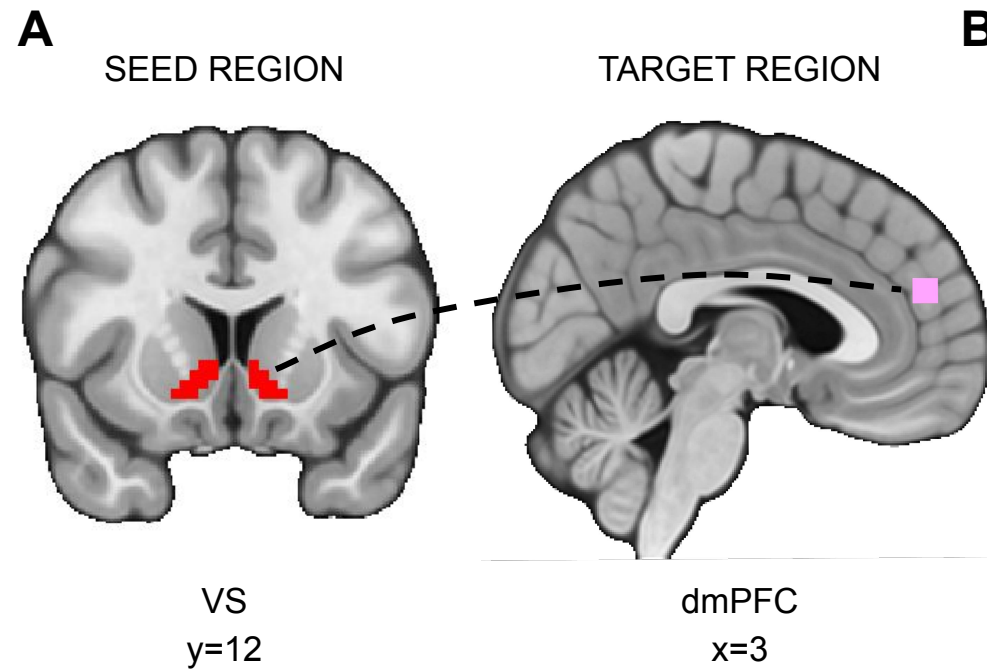 A
B
SEED REGION
TARGET REGION
VS
dmPFC
y=12
x=3